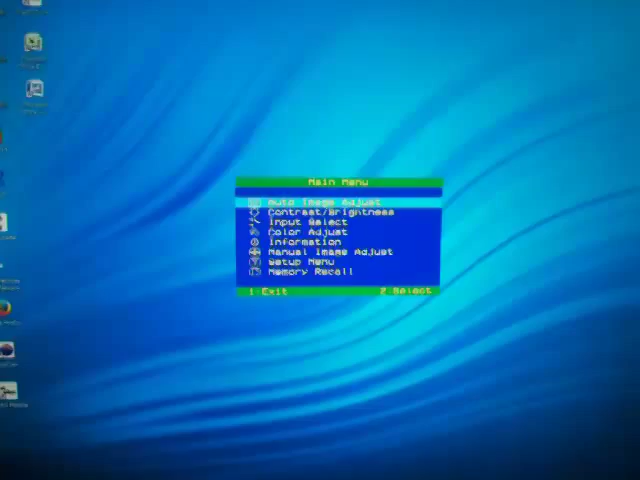 Main Menu
Auto Image Adjust
Contrast/Brightness
Input Select
Color Adjust
Information
Manual Image Adjust
Setup Menu
Memory Recall
1:Exit 2:Select